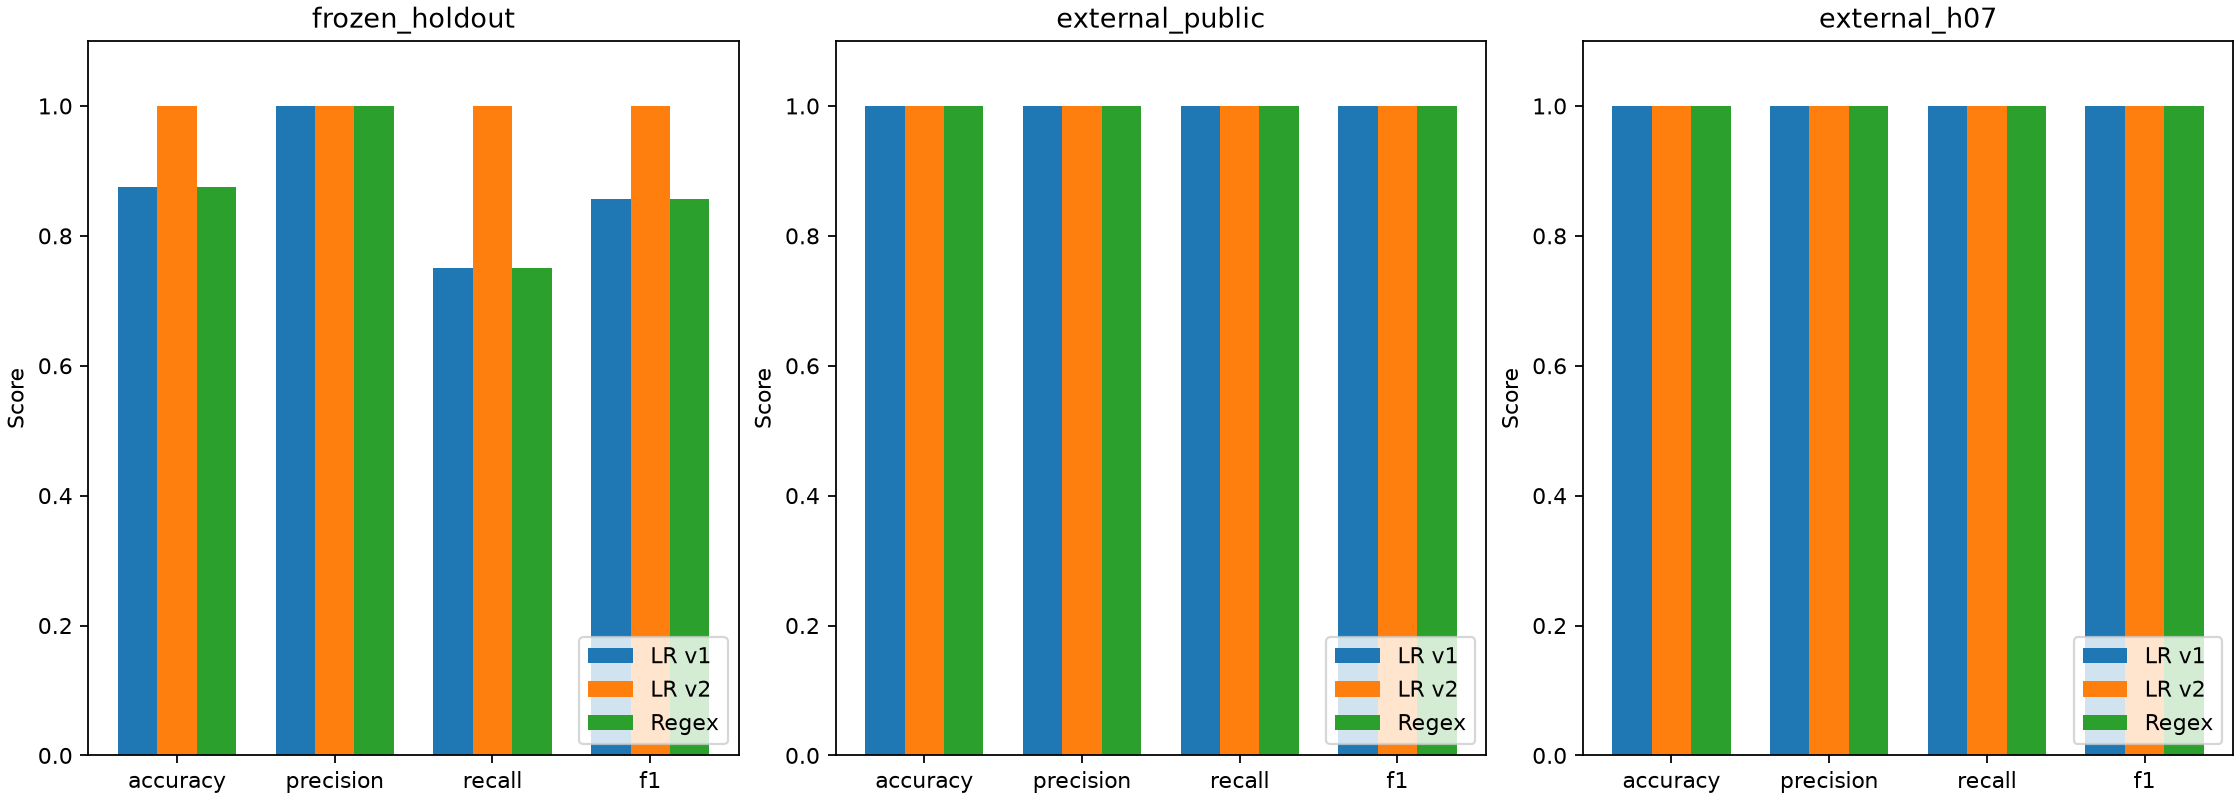 frozen_holdout
Score
1.0
0.8
0.6
0.4
0.2
0.0
accuracy precision recall f1
LR v1
LR v2
Regex
external_public
Score
1.0
0.8
0.6
0.4
0.2
0.0
accuracy precision recall f1
LR v1
LR v2
Regex
external_h07
Score
1.0
0.8
0.6
0.4
0.2
0.0
accuracy precision recall f1
LR v1
LR v2
Regex